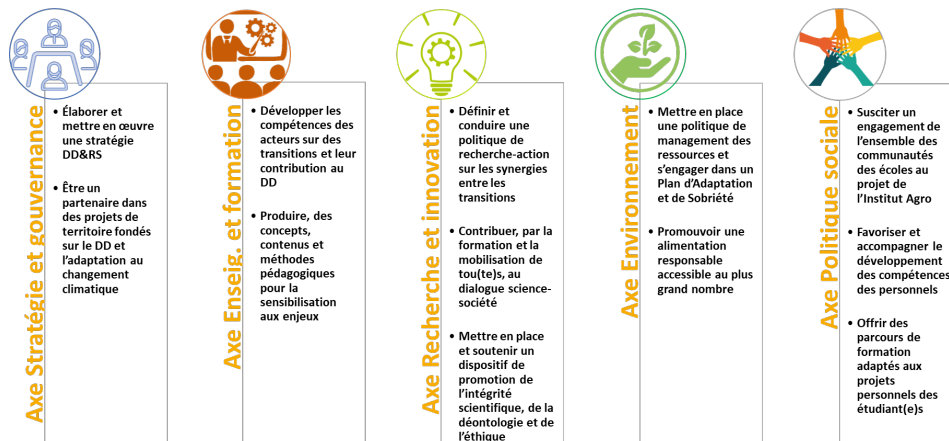 Axe Stratégie et gouvernance
• Élaborer et
mettre en œuvre
une stratégie
DD&RS
• Être un
partenaire dans
des projets de
territoire fondés
sur le DD et
l’adaptation au
changement
climatique
Axe Enseig. et formation
• Développer les
compétences des
acteurs sur des
transitions et leur
contribution au
DD
• Produire, des
concepts,
contenus et
méthodes
pédagogiques
pour la
sensibilisation
aux enjeux
Axe Recherche et innovation
• Définir et
conduire une
politique de
recherche-action
sur les synergies
entre les
transitions
• Contribuer, par la
formation et la
mobilisation de
tou(te)s, au
dialogue science-
société
• Mettre en place
et soutenir un
dispositif de
promotion de
l’intégrité
scientifique, de la
déontologie et de
l’éthique
Axe Environnement
• Mettre en place
une politique de
management des
ressources et
s’engager dans un
Plan d’Adaptation
et de Sobriété
• Promouvoir une
alimentation
responsable
accessible au plus
grand nombre
Axe Politique sociale
• Susciter un
engagement de
l’ensemble des
communautés
des écoles au
projet de
l’Institut Agro
• Favoriser et
accompagner le
développement
des compétences
des personnels
• Offrir des
parcours de
formation
adaptés aux
projets
personnels des
étudiant(e)s